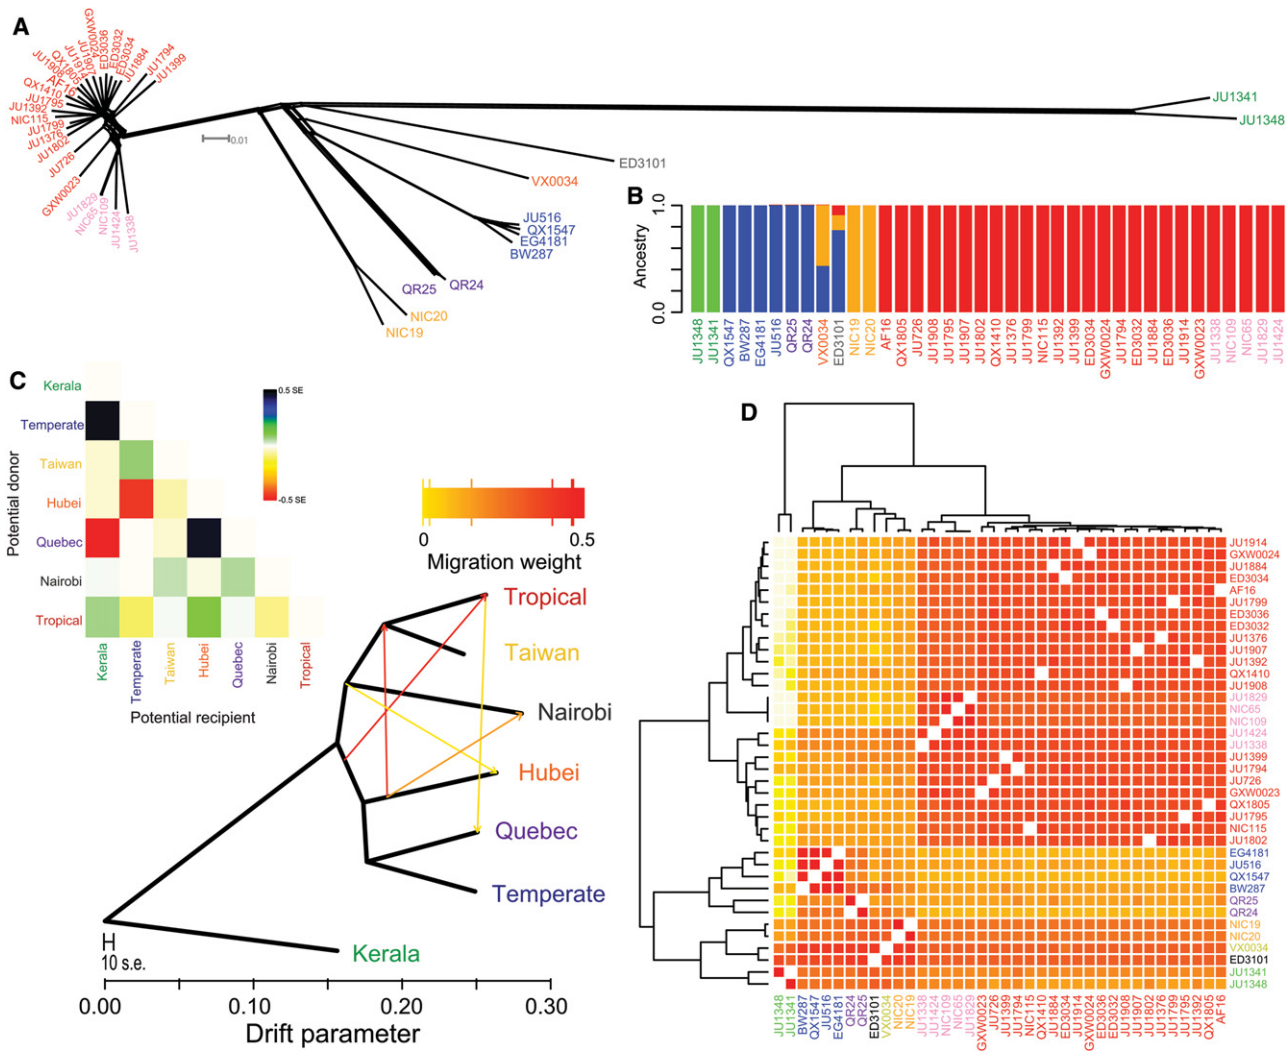 A
GXW0024
ED3036
ED3032
ED3034
JU1884
JU1794
JU1399
JU1907
JU1914
QX1805
JU1908
AF16
QX1410
JU1795
JU1392
NIC115
JU1799
JU1376
JU1802
JU726
GXW0023
JU1829
NIC65
NIC109
JU1424
JU1338
0.01
JU1341
JU1348
ED3101
VX0034
JU516
QX1547
EG4181
BW287
QR25
QR24
NIC20
NIC19
B
Ancestry
1.0
0.0
JU1348
JU1341
QX1547
BW287
EG4181
JU516
QR25
QR24
VX0034
ED3101
NIC19
NIC20
AF16
QX1805
JU726
JU1908
JU1795
JU1907
JU1802
QX1410
JU1376
JU1799
NIC115
JU1392
JU1399
ED3034
GXW0024
JU1794
ED3032
JU1884
ED3036
JU1914
GXW0023
JU1338
NIC109
NIC65
JU1829
JU1424
C
Potential donor
Kerala
Temperate
Taiwan
Hubei
Quebec
Nairobi
Tropical
0.5 SE
-0.5 SE
Kerala
Temperate
Taiwan
Hubei
Quebec
Nairobi
Tropical
Potential recipient
0
0.5
Migration weight
Tropical
Taiwan
Nairobi
Hubei
Quebec
Temperate
Kerala
10 s.e.
0.00
0.10
0.20
0.30
Drift parameter
D
JU1914
GXW0024
JU1884
ED3034
AF16
JU1799
ED3036
ED3032
JU1376
JU1907
JU1392
QX1410
JU1908
JU1829
NIC65
NIC109
JU1424
JU1338
JU1399
JU1794
JU726
GXW0023
QX1805
JU1795
NIC115
JU1802
EG4181
JU516
QX1547
BW287
QR25
QR24
NIC19
NIC20
VX0034
ED3101
JU1341
JU1348
JU1348
JU1341
BW287
QX1547
JU516
EG4181
QR24
QR25
ED3101
VX0034
NIC20
NIC19
JU1338
JU1424
NIC109
NIC65
JU1829
GXW0023
JU726
JU1399
JU1794
NIC115
QX1410
JU1884
ED3034
JU1914
GXW0024
ED3036
ED3032
JU1908
JU1907
JU1802
JU1376
JU1799
JU1795
JU1392
QX1805
AF16